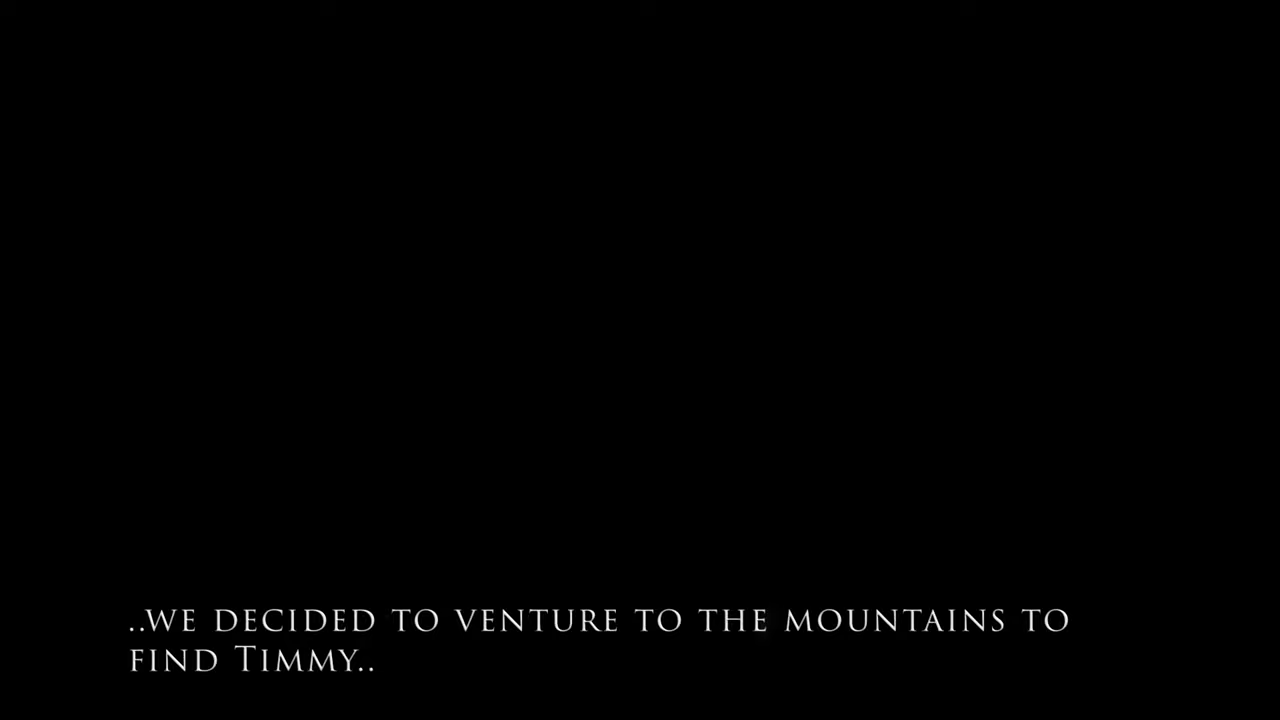 ..we decided to venture to the mountains to
find Timmy..